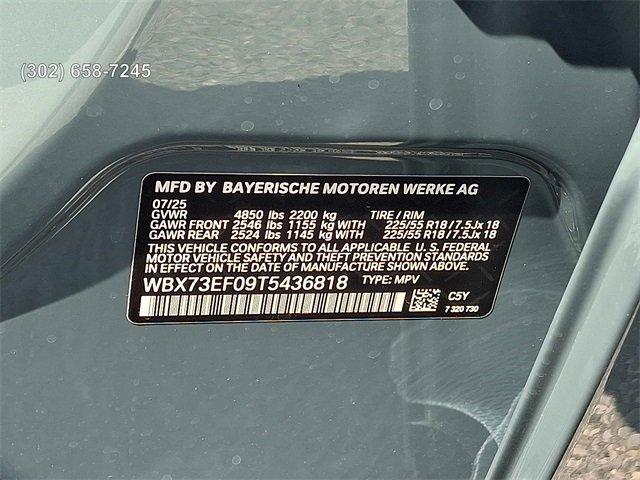 (302) 658-7245
MFD BY BAYERISCHE MOTOREN WERKE AG
07/25
GVWR 4850 lbs 2200 kg TIRE / RIM
GAWR FRONT 2546 lbs 1155 kg WITH 225/55 R18 / 7.5Jx 18
GAWR REAR 2524 lbs 1145 kg WITH 225/55 R18 / 7.5Jx 18
THIS VEHICLE CONFORMS TO ALL APPLICABLE U. S. FEDERAL
MOTOR VEHICLE SAFETY AND THEFT PREVENTION STANDARDS
IN EFFECT ON THE DATE OF MANUFACTURE SHOWN ABOVE.
WBX73EF09T5436818 TYPE: MPV
C5Y
7 320 730